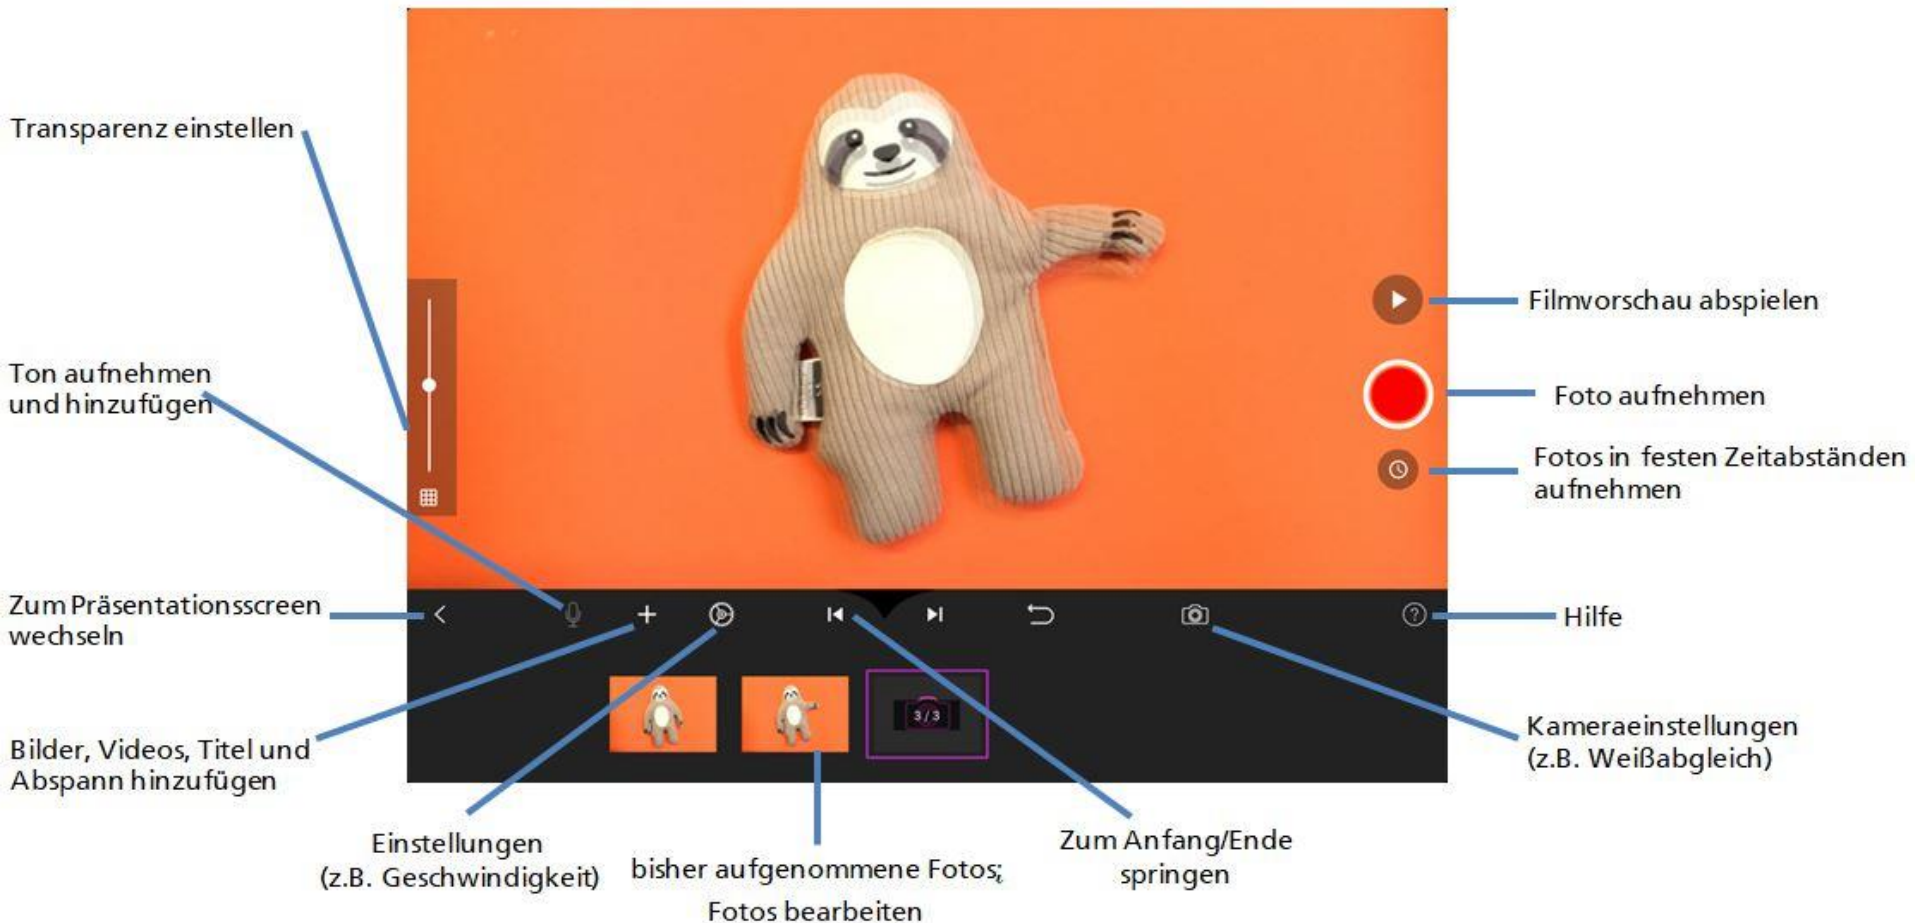 Transparenz einstellen
Ton aufnehmen
und hinzufügen
Zum Präsentationsscreen
wechseln
Bilder, Videos, Titel und
Abspann hinzufügen
Einstellungen
(z.B. Geschwindigkeit)
bisher aufgenommene Fotos;
Fotos bearbeiten
Zum Anfang/Ende
springen
Filmvorschau abspielen
Foto aufnehmen
Fotos in festen Zeitabständen
aufnehmen
?
Hilfe
Kameraeinstellungen
(z.B. Weißabgleich)
3/3